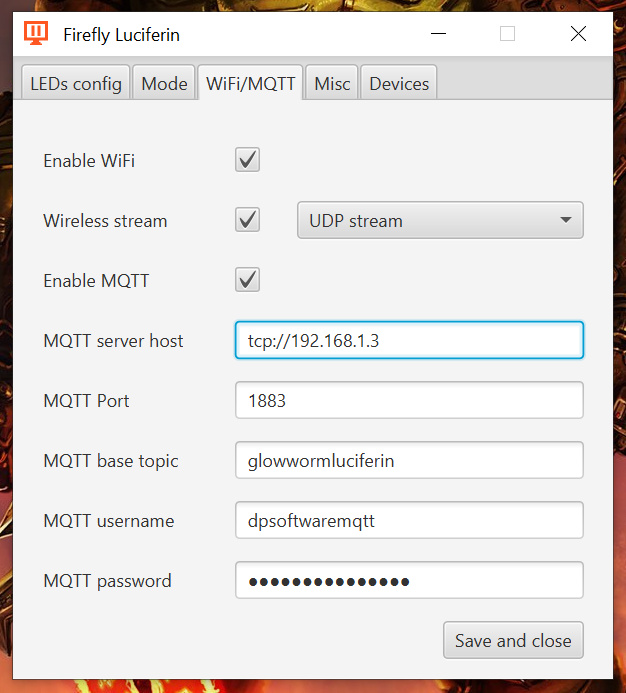 Firefly Luciferin
LEDs config Mode WiFi/MQTT Misc Devices
Enable WiFi
Wireless stream UDP stream
Enable MQTT
MQTT server host tcp://192.168.1.3
MQTT Port 1883
MQTT base topic glowwormluciferin
MQTT username dpsoftwaremqtt
MQTT password ●●●●●●●●●●●●●●●
Save and close